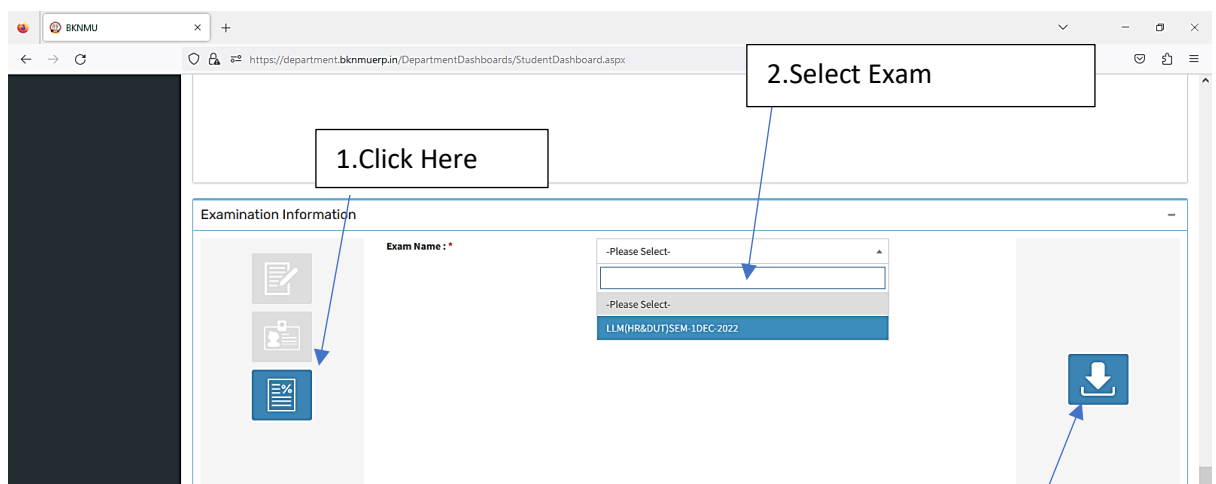 BKNMU
https://department.bknmuerp.in/DepartmentDashboards/StudentDashboard.aspx
2.Select Exam
1.Click Here
Examination Information
Exam Name : *
-Please Select-
-Please Select-
LLM(HR&DUT)SEM-1DEC-2022